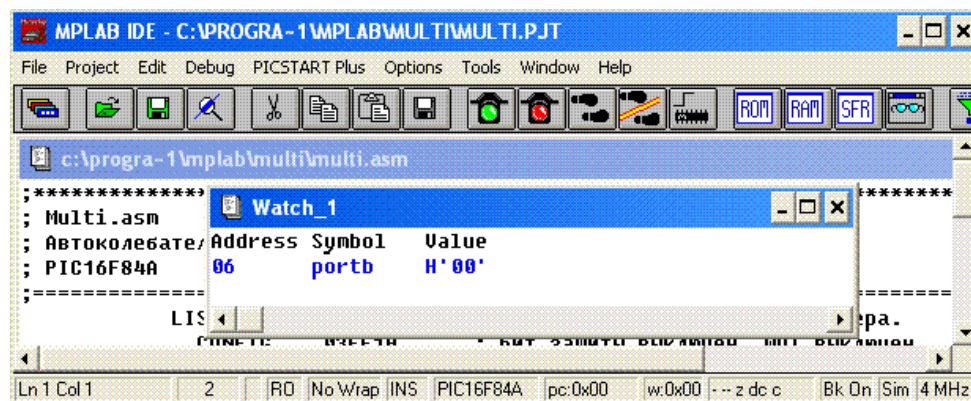 MPLAB IDE - C:\PROGRA~1\MPLAB\MULTI\MULTI.PJT
File Project Edit Debug PICSTART Plus Options Tools Window Help
ROM RAM SFR
c:\progra~1\mplab\multi\multi.asm
;************** *******
; Multi.asm
; Автоколебате
; PIC16F84A
;============== =======
LIS ера.
Watch_1
Address Symbol Value
06 portb H'00'
Ln 1 Col 1 2 RO No Wrap INS PIC16F84A pc:0x00 w:0x00 - -- z dc c Bk On Sim 4 MHz